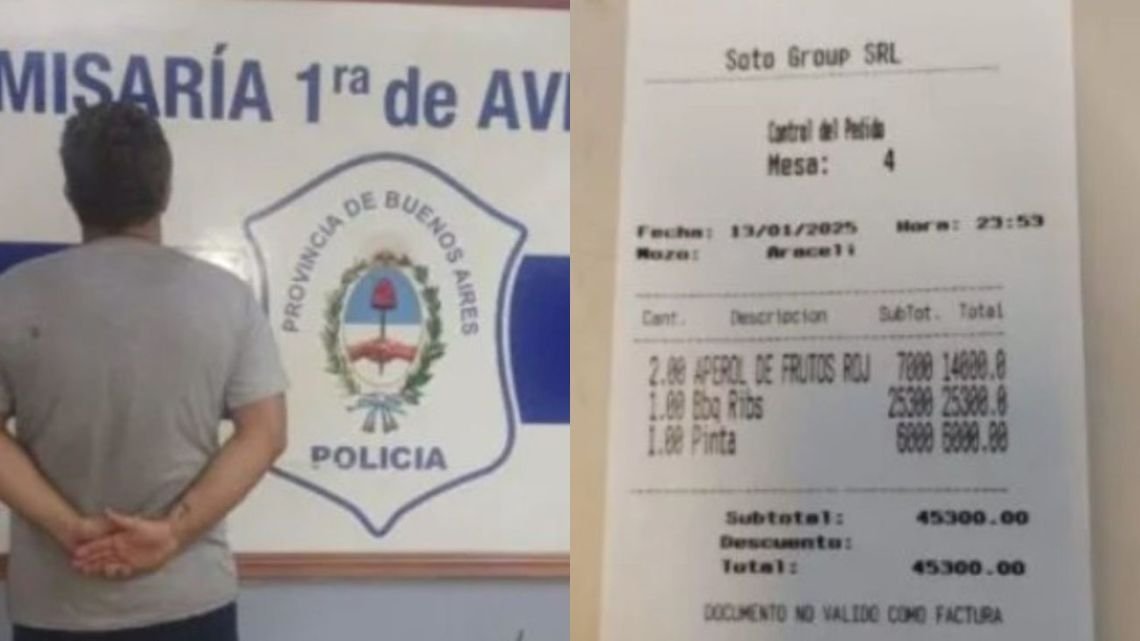 MISARÍA 1ra de AV
PROVINCIA DE BUENOS AIRES
POLICIA
Soto Group SRL
Control del Pedido
Mesa: 4
Fecha: 13/01/2025 Hora: 23:53
Mozo: Araceli
Cant. Descripcion SubTot. Total
2.00 APEROL DE FRUTOS ROJ 7000 14000.0
1.00 Bbq Ribs 25300 25300.0
1.00 Pinta 6000 6000.00
Subtotal: 45300.00
Descuento:
Total: 45300.00
DOCUMENTO NO VALIDO COMO FACTURA